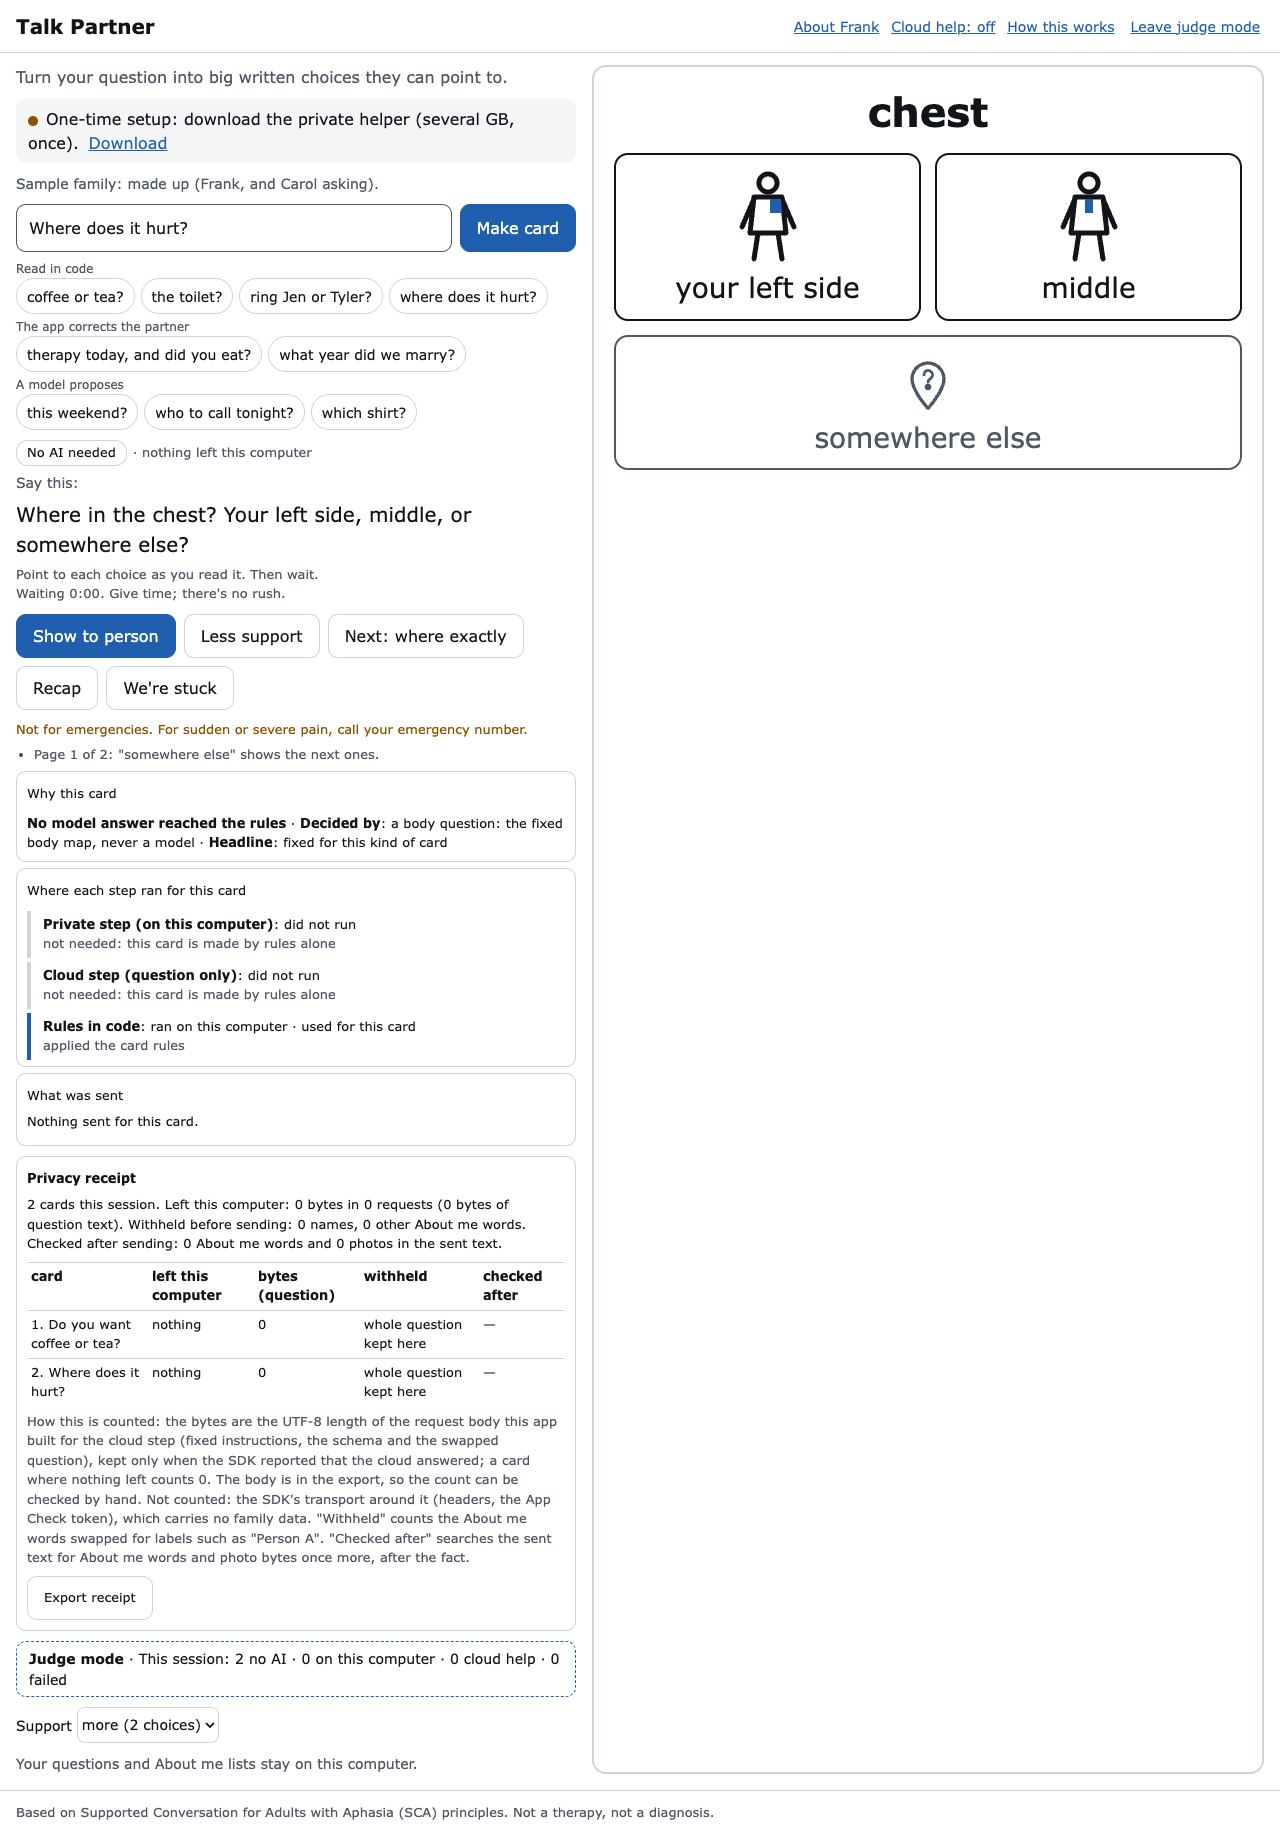 Talk Partner
About Frank
Cloud help: off
How this works
Leave judge mode
Turn your question into big written choices they can point to.
One-time setup: download the private helper (several GB,
once). Download
Sample family: made up (Frank, and Carol asking).
Where does it hurt?
Make card
Read in code
coffee or tea?
the toilet?
ring Jen or Tyler?
where does it hurt?
The app corrects the partner
therapy today, and did you eat?
what year did we marry?
A model proposes
this weekend?
who to call tonight?
which shirt?
No AI needed · nothing left this computer
Say this:
Where in the chest? Your left side, middle, or
somewhere else?
Point to each choice as you read it. Then wait.
Waiting 0:00. Give time; there's no rush.
Show to person
Less support
Next: where exactly
Recap
We're stuck
Not for emergencies. For sudden or severe pain, call your emergency number.
• Page 1 of 2: "somewhere else" shows the next ones.
Why this card
No model answer reached the rules · Decided by: a body question: the fixed
body map, never a model · Headline: fixed for this kind of card
Where each step ran for this card
Private step (on this computer): did not run
not needed: this card is made by rules alone
Cloud step (question only): did not run
not needed: this card is made by rules alone
Rules in code: ran on this computer · used for this card
applied the card rules
What was sent
Nothing sent for this card.
Privacy receipt
2 cards this session. Left this computer: 0 bytes in 0 requests (0 bytes of
question text). Withheld before sending: 0 names, 0 other About me words.
Checked after sending: 0 About me words and 0 photos in the sent text.
card
left this
computer
bytes
(question)
withheld
checked
after
1. Do you want
coffee or tea?
nothing
0
whole question
kept here
—
2. Where does it
hurt?
nothing
0
whole question
kept here
—
How this is counted: the bytes are the UTF-8 length of the request body this app
built for the cloud step (fixed instructions, the schema and the swapped
question), kept only when the SDK reported that the cloud answered; a card
where nothing left counts 0. The body is in the export, so the count can be
checked by hand. Not counted: the SDK's transport around it (headers, the App
Check token), which carries no family data. "Withheld" counts the About me
words swapped for labels such as "Person A". "Checked after" searches the sent
text for About me words and photo bytes once more, after the fact.
Export receipt
Judge mode · This session: 2 no AI · 0 on this computer · 0 cloud help · 0
failed
Support more (2 choices)
Your questions and About me lists stay on this computer.
chest
your left side
middle
?
somewhere else
Based on Supported Conversation for Adults with Aphasia (SCA) principles. Not a therapy, not a diagnosis.